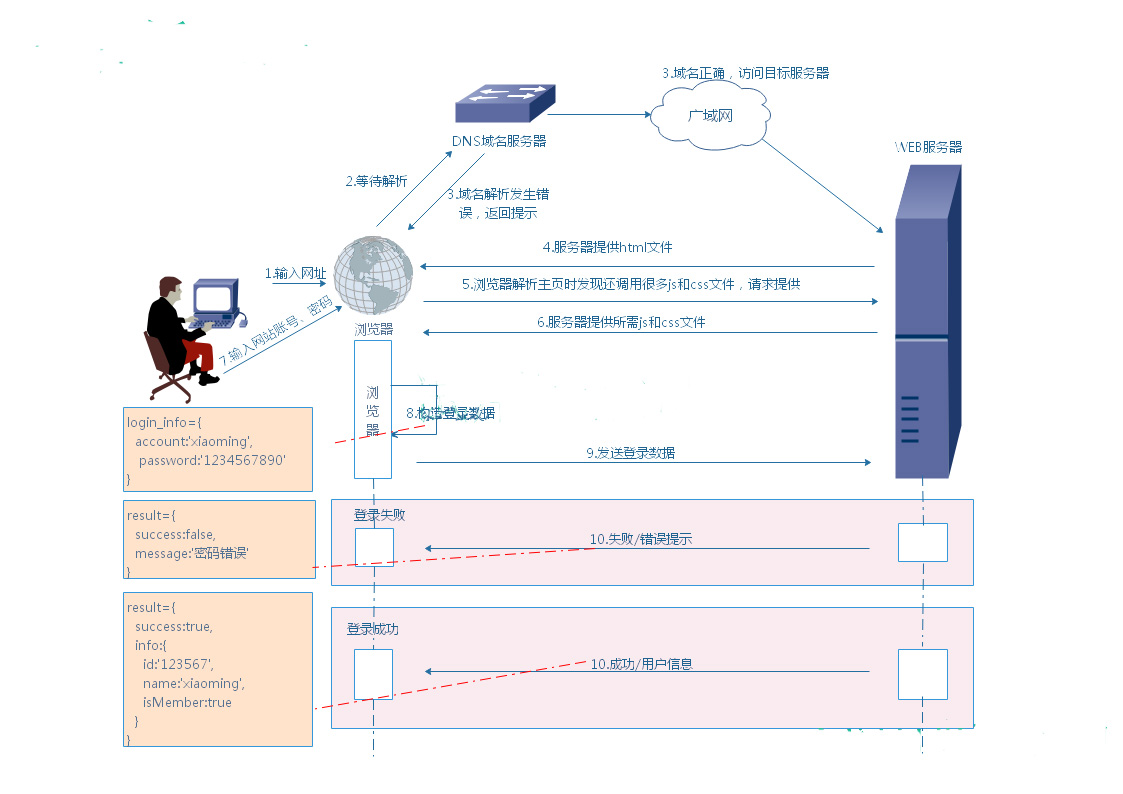 3.域名正确，访问目标服务器
广域网
DNS域名服务器
WEB服务器
2.等待解析
3.域名解析发生错
误，返回提示
4.服务器提供html文件
1.输入网址
5.浏览器解析主页时发现还调用很多js和css文件，请求提供
6.服务器提供所需js和css文件
7.输入网站账号、密码
浏览器
浏
览
器
8.构造登录数据
login_info={
account:'xiaoming',
password:'1234567890'
}
9.发送登录数据
result={
success:false,
message:'密码错误'
}
登录失败
10.失败/错误提示
result={
success:true,
info:{
id:'123567',
name:'xiaoming',
isMember:true
}
}
登录成功
10.成功/用户信息